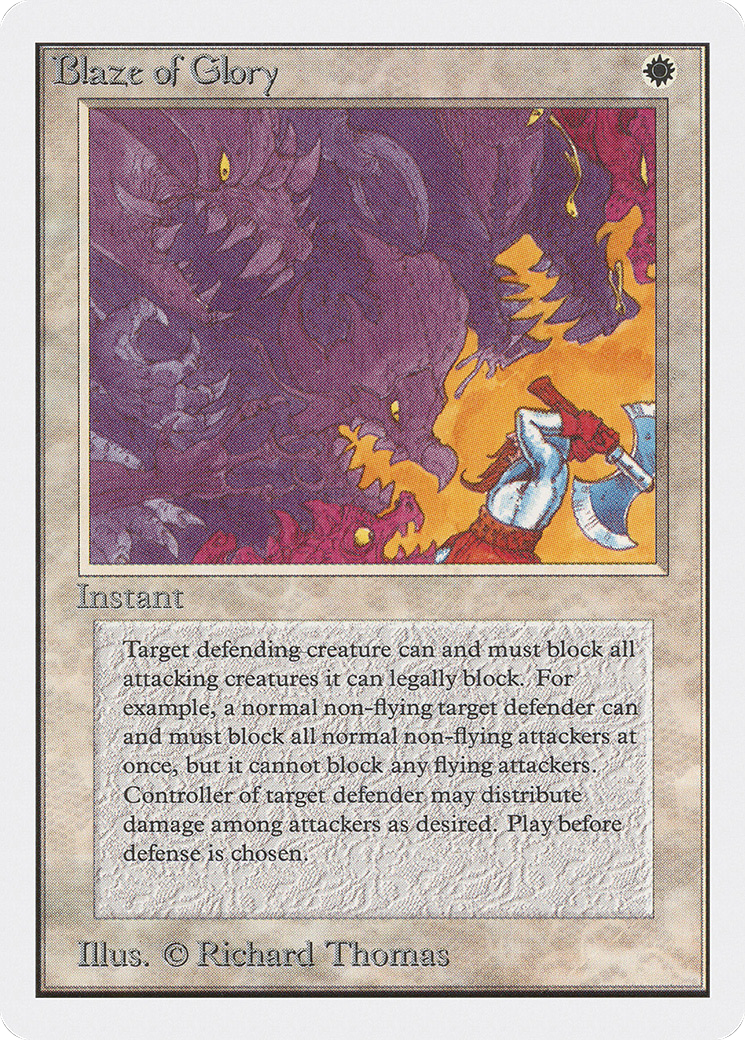 Blaze of Glory
Instant
Target defending creature can and must block all
attacking creatures it can legally block. For
example, a normal non-flying target defender can
and must block all normal non-flying attackers at
once, but it cannot block any flying attackers.
Controller of target defender may distribute
damage among attackers as desired. Play before
defense is chosen.
Illus. © Richard Thomas